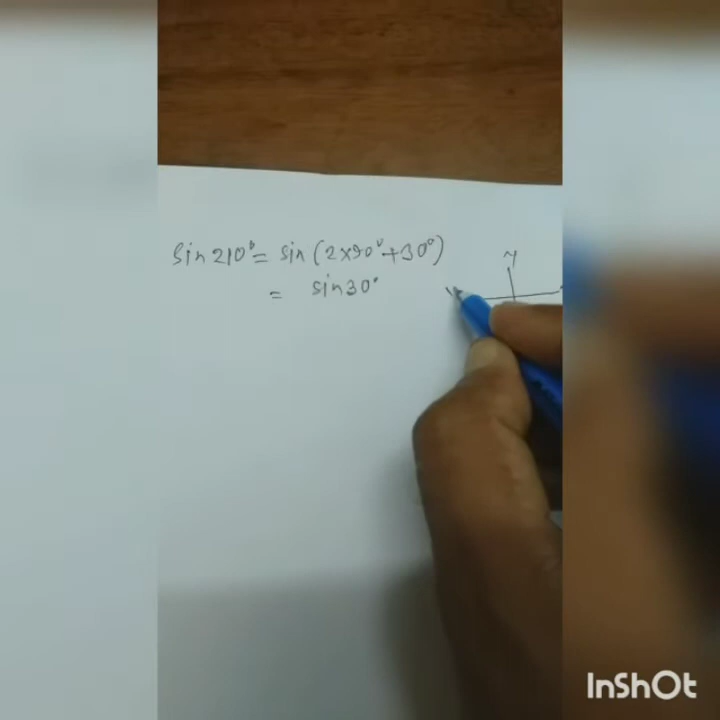 sin 210° = sin (2×90°+30°)
= sin 30°
y
InShOt